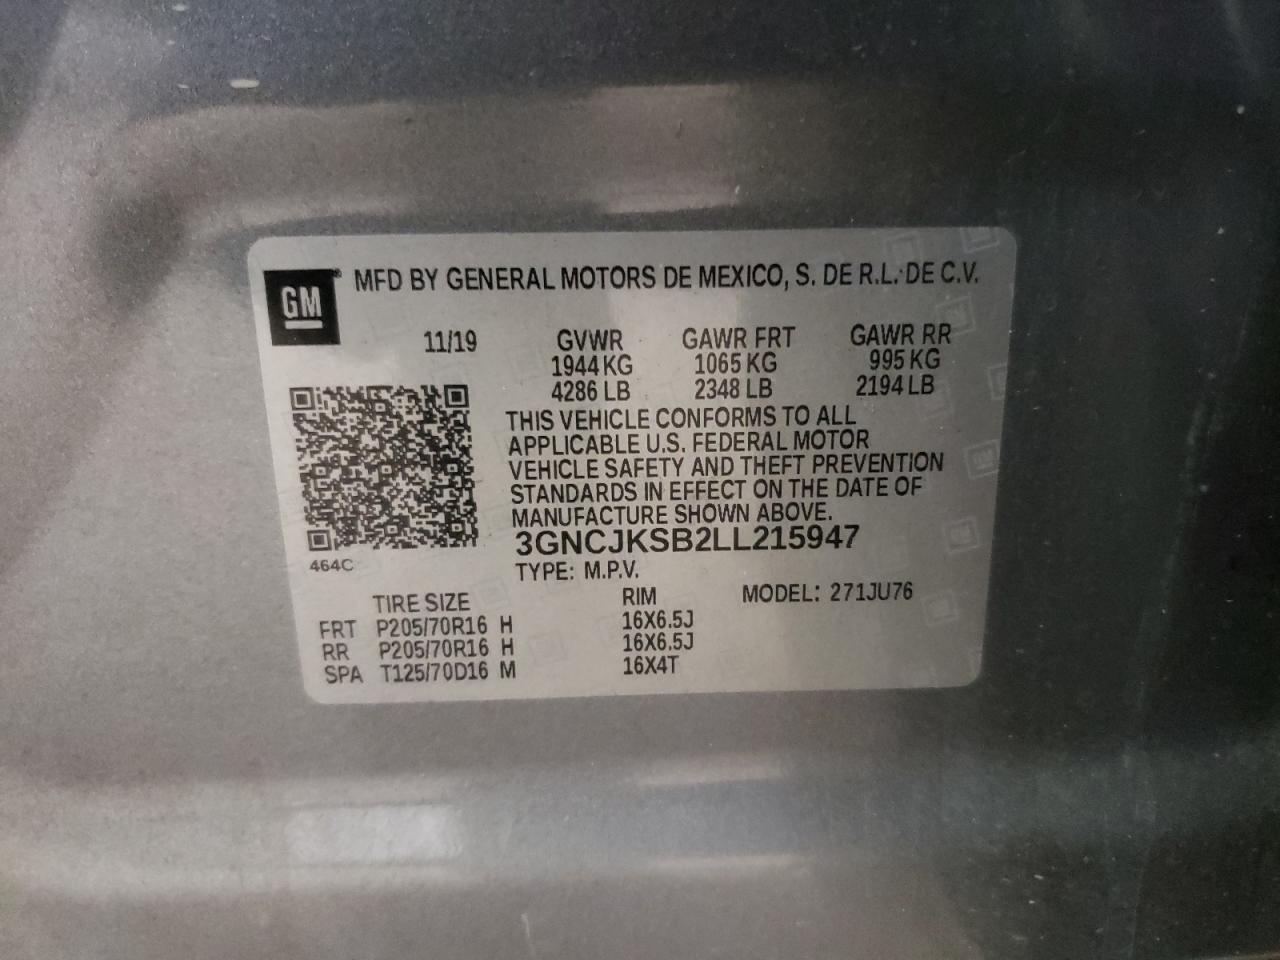 GM ® MFD BY GENERAL MOTORS DE MEXICO, S. DE R.L. DE C.V.
11/19 GVWR GAWR FRT GAWR RR
1944 KG 1065 KG 995 KG
4286 LB 2348 LB 2194 LB
THIS VEHICLE CONFORMS TO ALL
APPLICABLE U.S. FEDERAL MOTOR
VEHICLE SAFETY AND THEFT PREVENTION
STANDARDS IN EFFECT ON THE DATE OF
MANUFACTURE SHOWN ABOVE.
3GNCJKSB2LL215947
464C
TYPE: M.P.V.
TIRE SIZE RIM MODEL: 271JU76
FRT P205/70R16 H 16X6.5J
RR P205/70R16 H 16X6.5J
SPA T125/70D16 M 16X4T